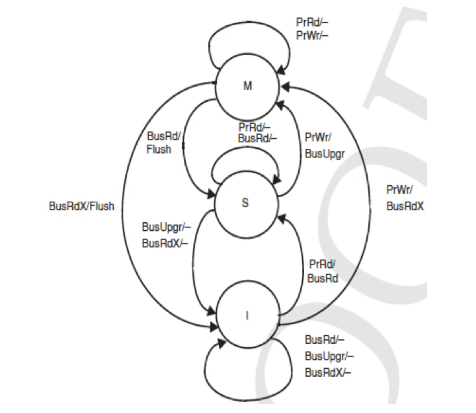 PrRd/–
PrWr/–
M
BusRd/
Flush
PrRd/–
BusRd/–
PrWr/
BusUpgr
S
BusRdX/Flush
PrWr/
BusRdX
BusUpgr/–
BusRdX/–
PrRd/
BusRd
I
BusRd/–
BusUpgr/–
BusRdX/–